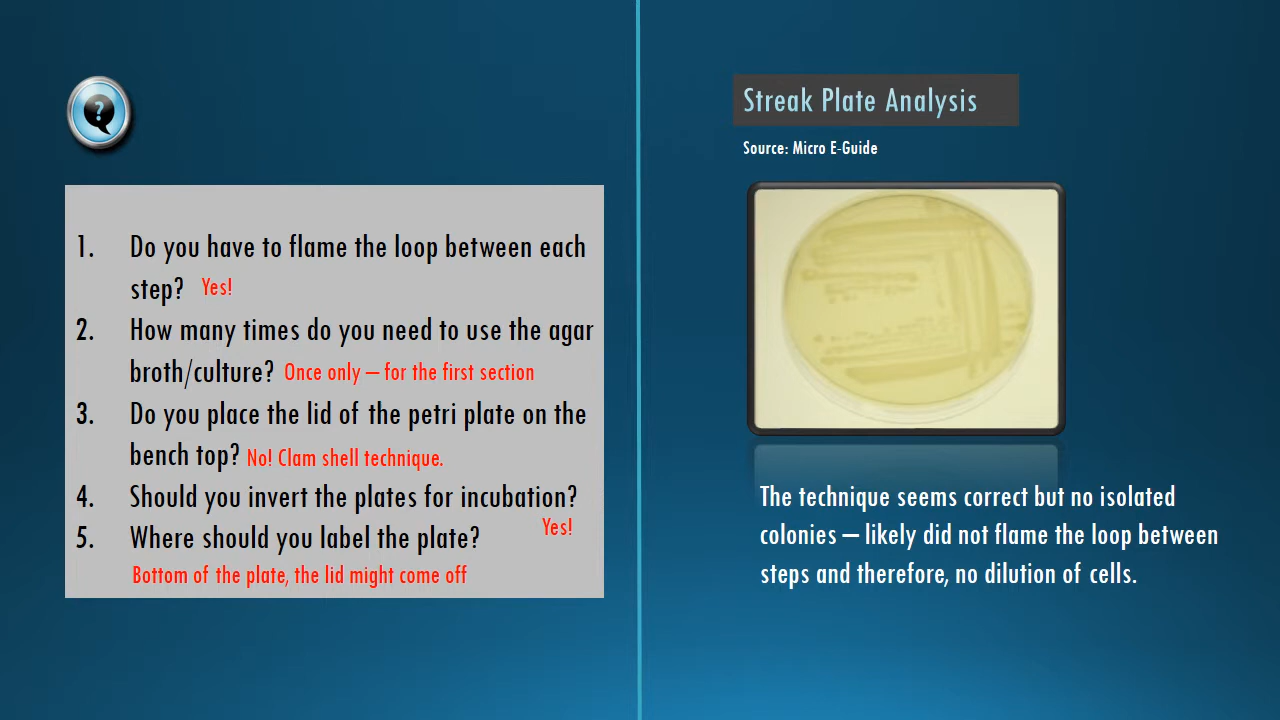 ?
1. Do you have to flame the loop between each
step? Yes!
2. How many times do you need to use the agar
broth/culture? Once only – for the first section
3. Do you place the lid of the petri plate on the
bench top? No! Clam shell technique.
4. Should you invert the plates for incubation?
Yes!
5. Where should you label the plate?
Bottom of the plate, the lid might come off
Streak Plate Analysis
Source: Micro E-Guide
The technique seems correct but no isolated
colonies – likely did not flame the loop between
steps and therefore, no dilution of cells.